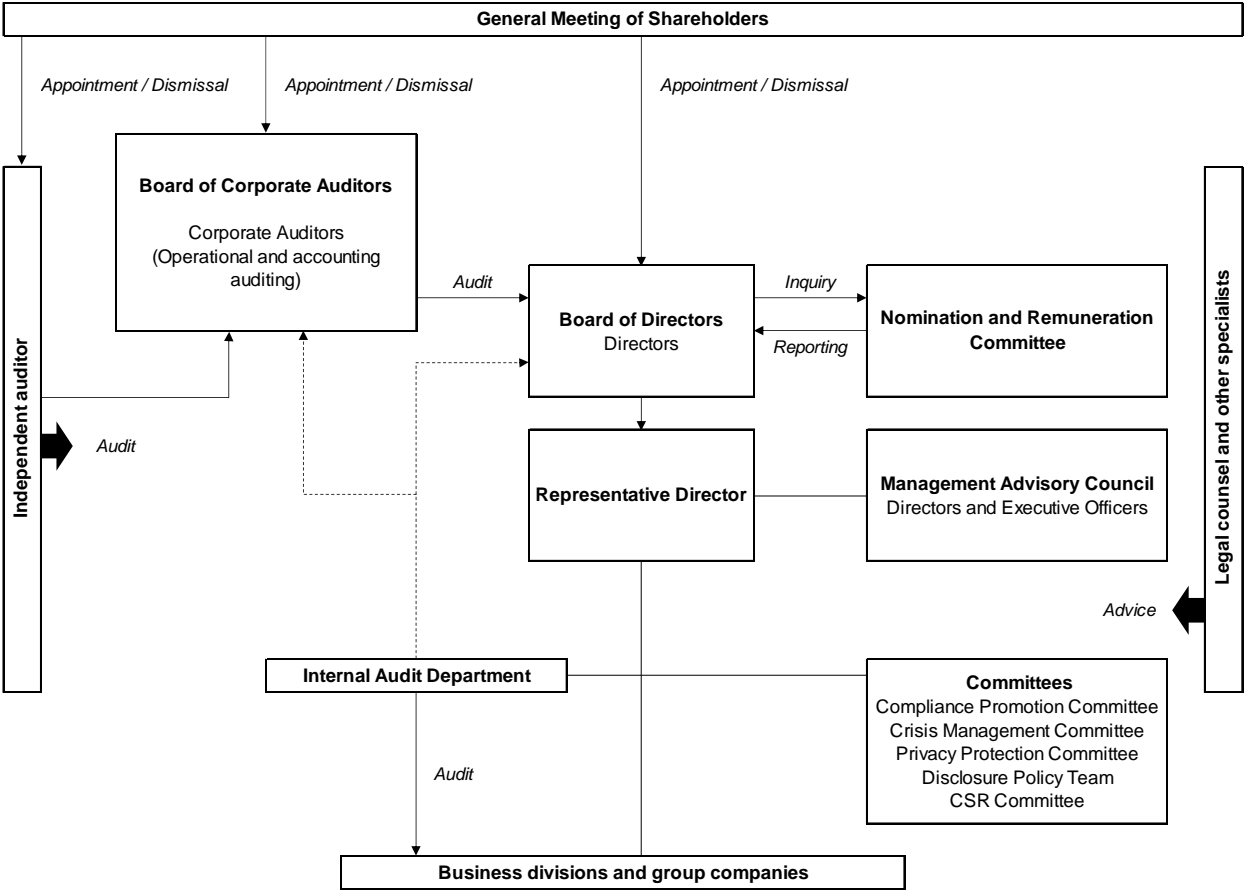 General Meeting of Shareholders
Appointment / Dismissal
Appointment / Dismissal
Appointment / Dismissal
Board of Corporate Auditors
Corporate Auditors
(Operational and accounting
auditing)
Independent auditor
Audit
Audit
Board of Directors
Directors
Inquiry
Reporting
Nomination and Remuneration
Committee
Legal counsel and other specialists
Representative Director
Management Advisory Council
Directors and Executive Officers
Advice
Internal Audit Department
Committees
Compliance Promotion Committee
Crisis Management Committee
Privacy Protection Committee
Disclosure Policy Team
CSR Committee
Audit
Business divisions and group companies